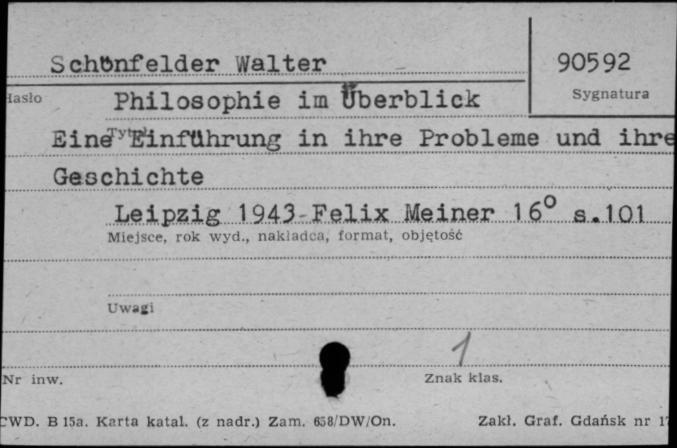 Schönfelder Walter
90592
Hasło
Sygnatura
Philosophie im Überblick
Tytuł
Eine Einführung in ihre Probleme und ihre
Geschichte
Leipzig 1943-Felix Meiner 16° s.101
Miejsce, rok wyd., nakładca, format, objętość
Uwagi
1
Nr inw.
Znak klas.
CWD. B 15a. Karta katal. (z nadr.) Zam. 658/DW/On.
Zakł. Graf. Gdańsk nr